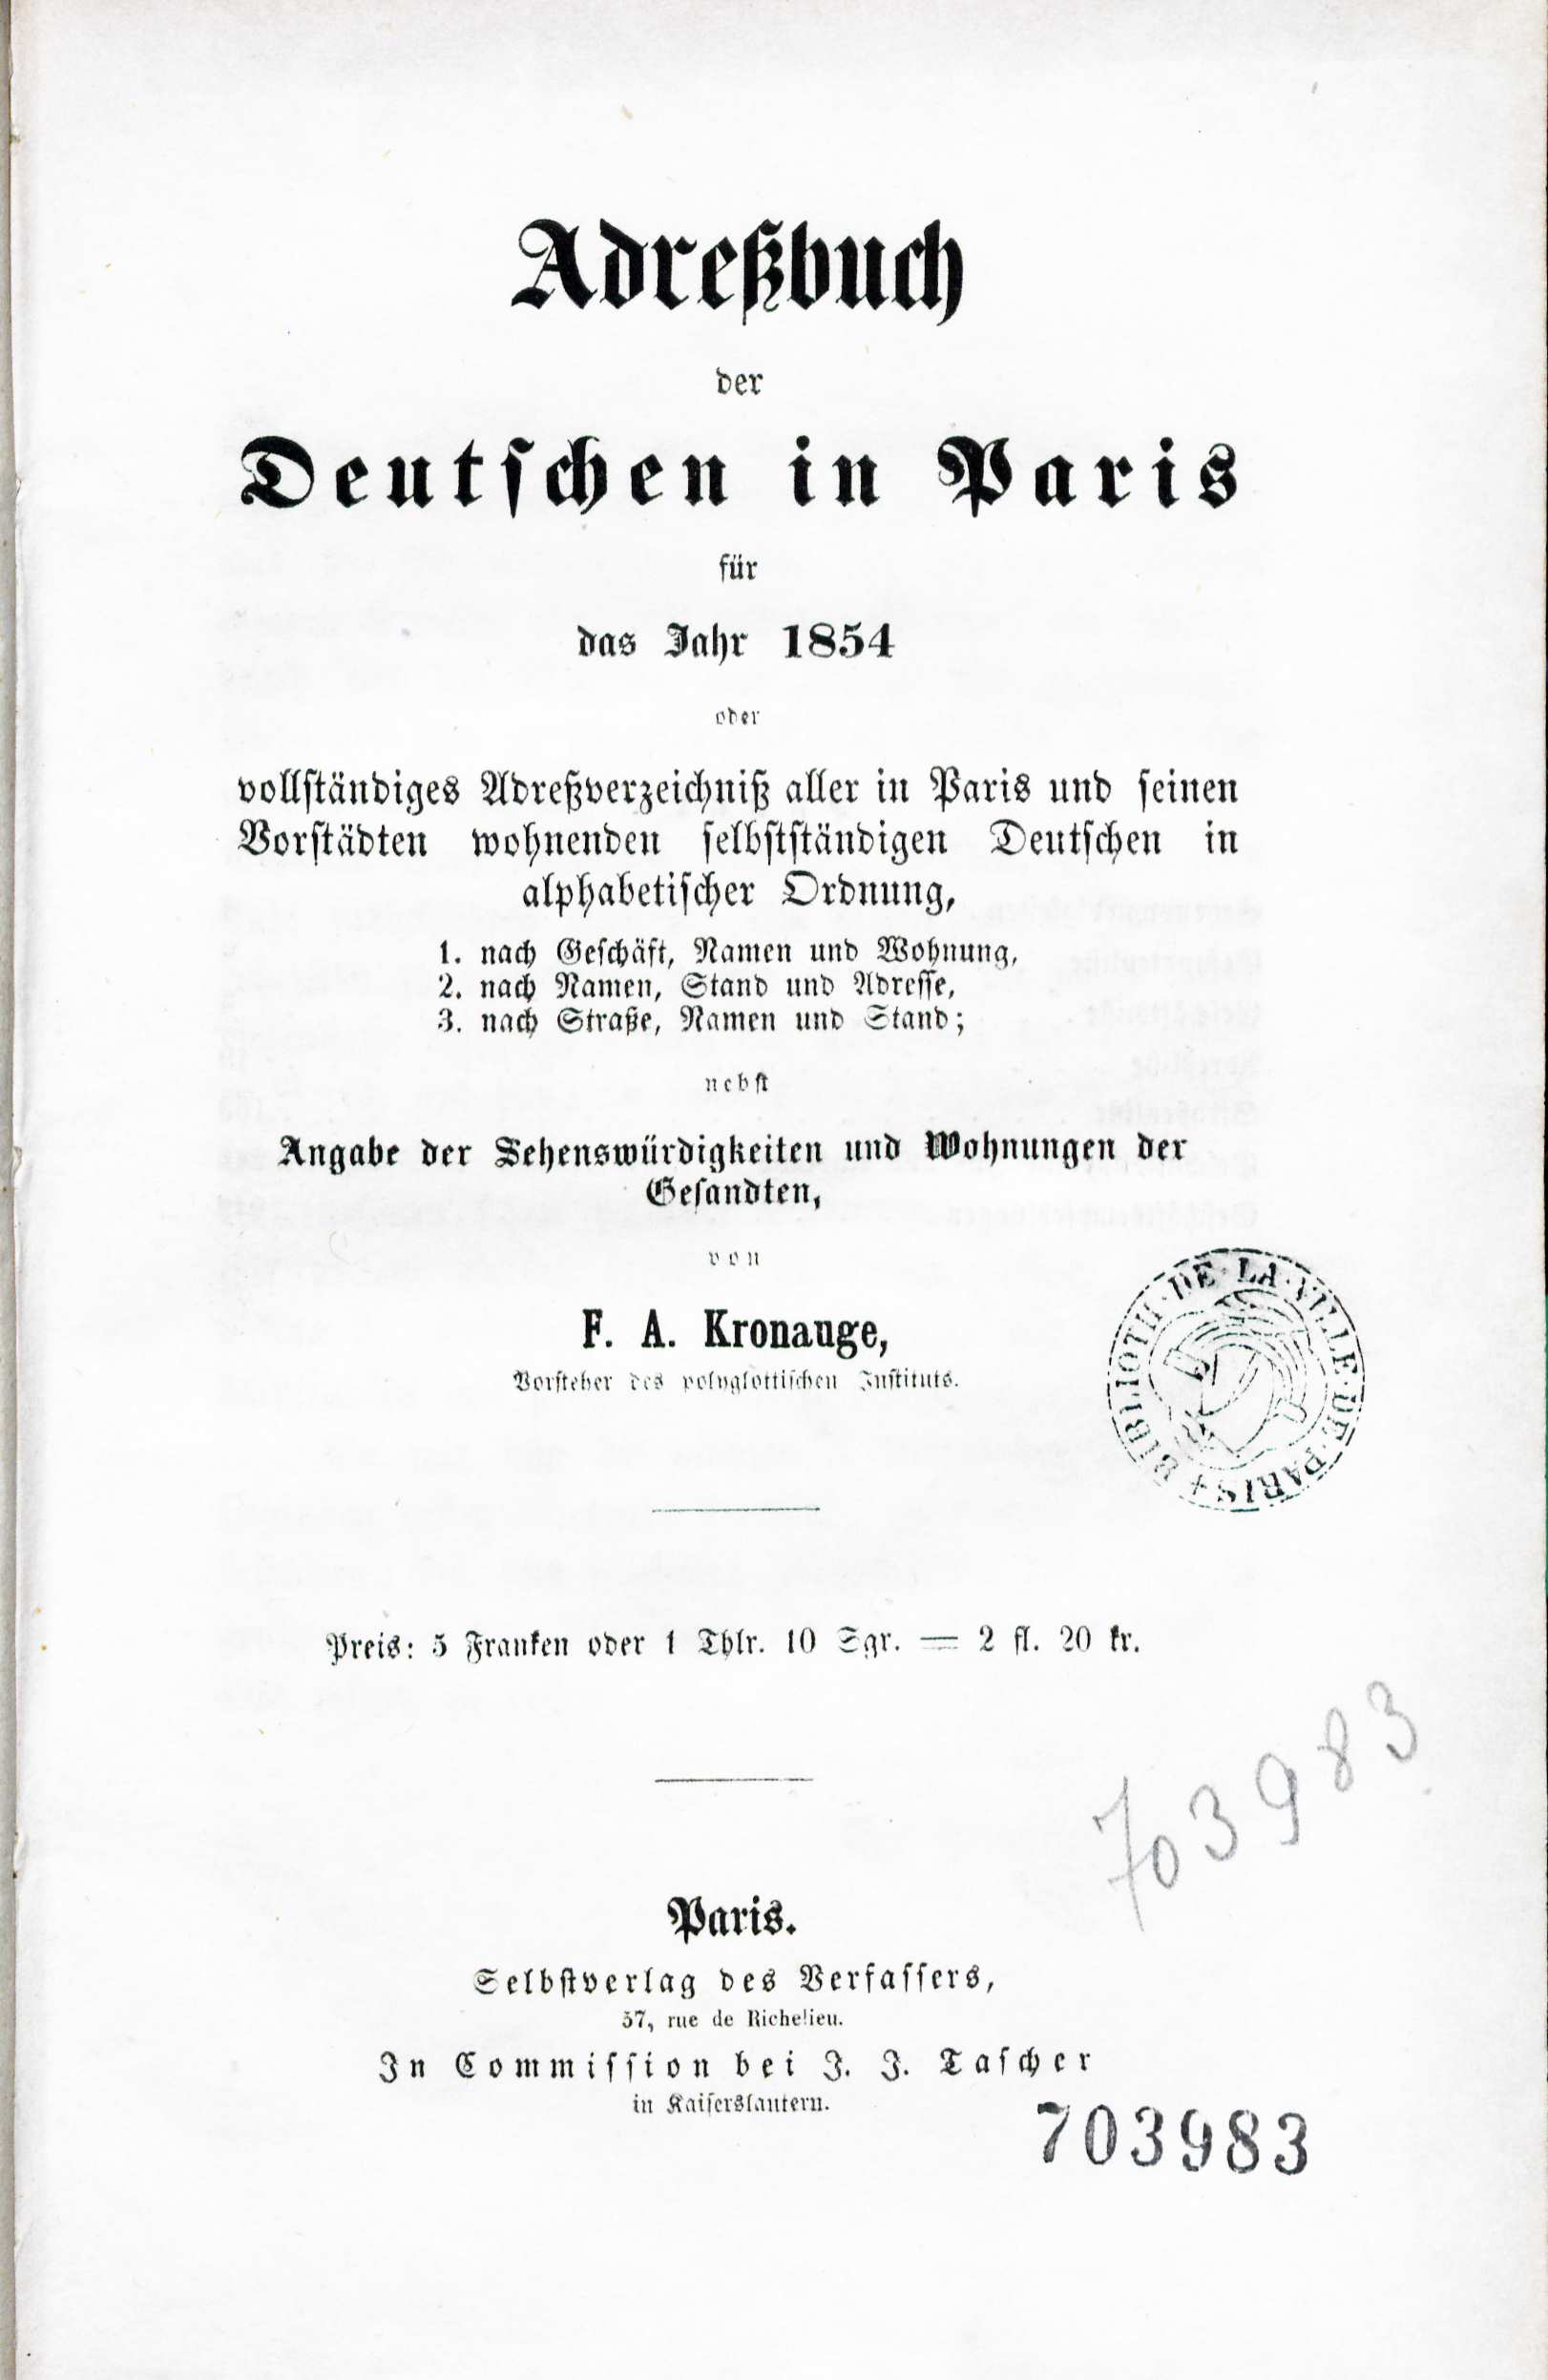 Adreßbuch
der
Deutschen in Paris
für
das Jahr 1854
oder
vollständiges Adreßverzeichniß aller in Paris und seinen
Vorstädten wohnenden selbstständigen Deutschen in
alphabetischer Ordnung,
1. nach Geschäft, Namen und Wohnung,
2. nach Namen, Stand und Adresse,
3. nach Straße, Namen und Stand;
nebst
Angabe der Sehenswürdigkeiten und Wohnungen der
Gesandten,
von
F. A. Kronauge,
Vorsteher des polyglottischen Instituts.
BIBLIOTH·DE·LA·VILLE·DE·PARIS
Preis: 5 Franken oder 1 Thlr. 10 Sgr. = 2 fl. 20 kr.
703983
Paris.
Selbstverlag des Verfassers,
57, rue de Richelieu.
In Commission bei J. J. Tascher
in Kaiserslautern.
703983